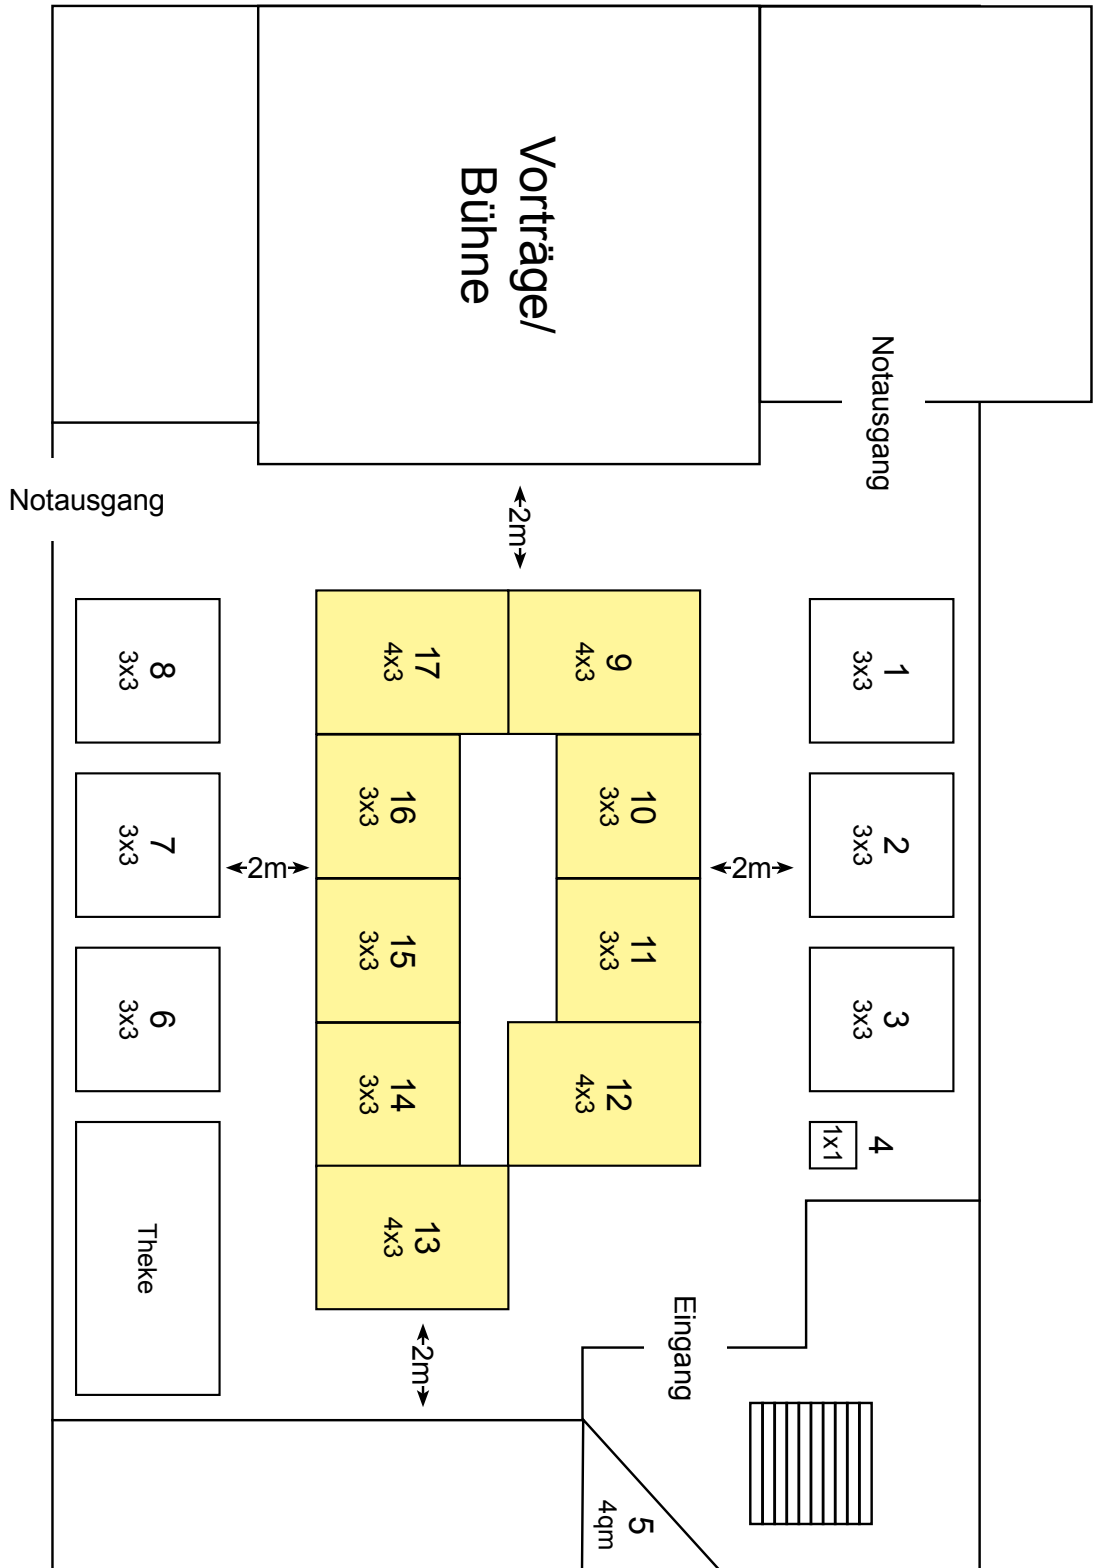 Vorträge/
Bühne
Notausgang
Notausgang
2m
1
3x3
2
3x3
3
3x3
4
1x1
5
4qm
6
3x3
7
3x3
8
3x3
9
4x3
10
3x3
11
3x3
12
4x3
13
4x3
14
3x3
15
3x3
16
3x3
17
4x3
2m
2m
2m
Theke
Eingang